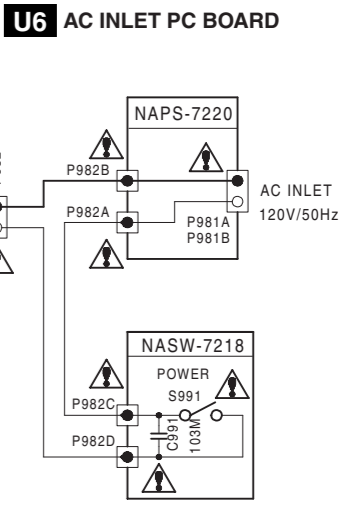 U6 AC INLET PC BOARD
NAPS-7220
P982B
P982A
P981A
P981B
AC INLET
120V/50Hz
NASW-7218
POWER
S991
P982C
C991
103M
P982D